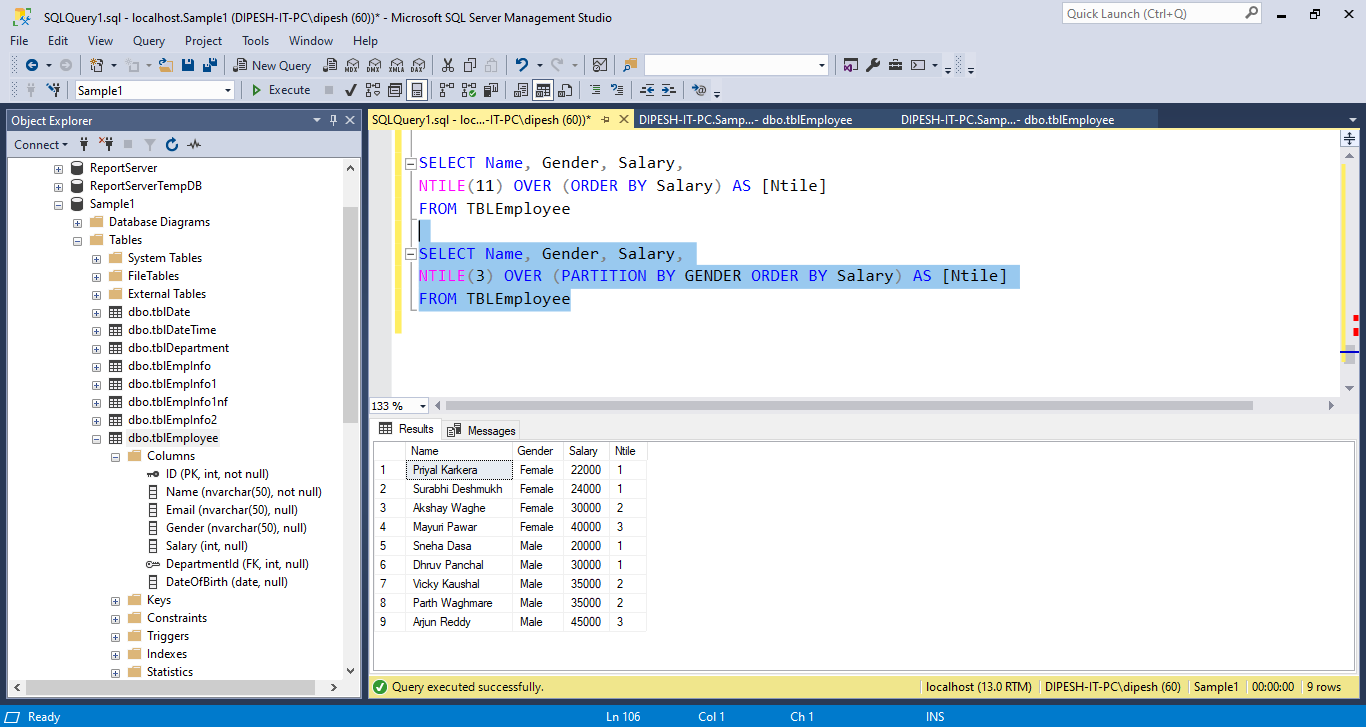 SQLQuery1.sql - localhost.Sample1 (DIPESH-IT-PC\dipesh (60))* - Microsoft SQL Server Management Studio
Quick Launch (Ctrl+Q)
File Edit View Query Project Tools Window Help
New Query MDX DMX XMLA DAX
Sample1 Execute
Object Explorer
SQLQuery1.sql - loc...-IT-PC\dipesh (60))* DIPESH-IT-PC.Samp...- dbo.tblEmployee DIPESH-IT-PC.Samp...- dbo.tblEmployee
Connect
ReportServer
ReportServerTempDB
Sample1
Database Diagrams
Tables
System Tables
FileTables
External Tables
dbo.tblDate
dbo.tblDateTime
dbo.tblDepartment
dbo.tblEmpInfo
dbo.tblEmpInfo1
dbo.tblEmpInfo1nf
dbo.tblEmpInfo2
dbo.tblEmployee
Columns
ID (PK, int, not null)
Name (nvarchar(50), not null)
Email (nvarchar(50), null)
Gender (nvarchar(50), null)
Salary (int, null)
DepartmentId (FK, int, null)
DateOfBirth (date, null)
Keys
Constraints
Triggers
Indexes
Statistics
SELECT Name, Gender, Salary,
NTILE(11) OVER (ORDER BY Salary) AS [Ntile]
FROM TBLEmployee
SELECT Name, Gender, Salary,
NTILE(3) OVER (PARTITION BY GENDER ORDER BY Salary) AS [Ntile]
FROM TBLEmployee
133 %
Results Messages
Name Gender Salary Ntile
1 Priyal Karkera Female 22000 1
2 Surabhi Deshmukh Female 24000 1
3 Akshay Waghe Female 30000 2
4 Mayuri Pawar Female 40000 3
5 Sneha Dasa Male 20000 1
6 Dhruv Panchal Male 30000 1
7 Vicky Kaushal Male 35000 2
8 Parth Waghmare Male 35000 2
9 Arjun Reddy Male 45000 3
Query executed successfully. localhost (13.0 RTM) DIPESH-IT-PC\dipesh (60) Sample1 00:00:00 9 rows
Ready Ln 106 Col 1 Ch 1 INS